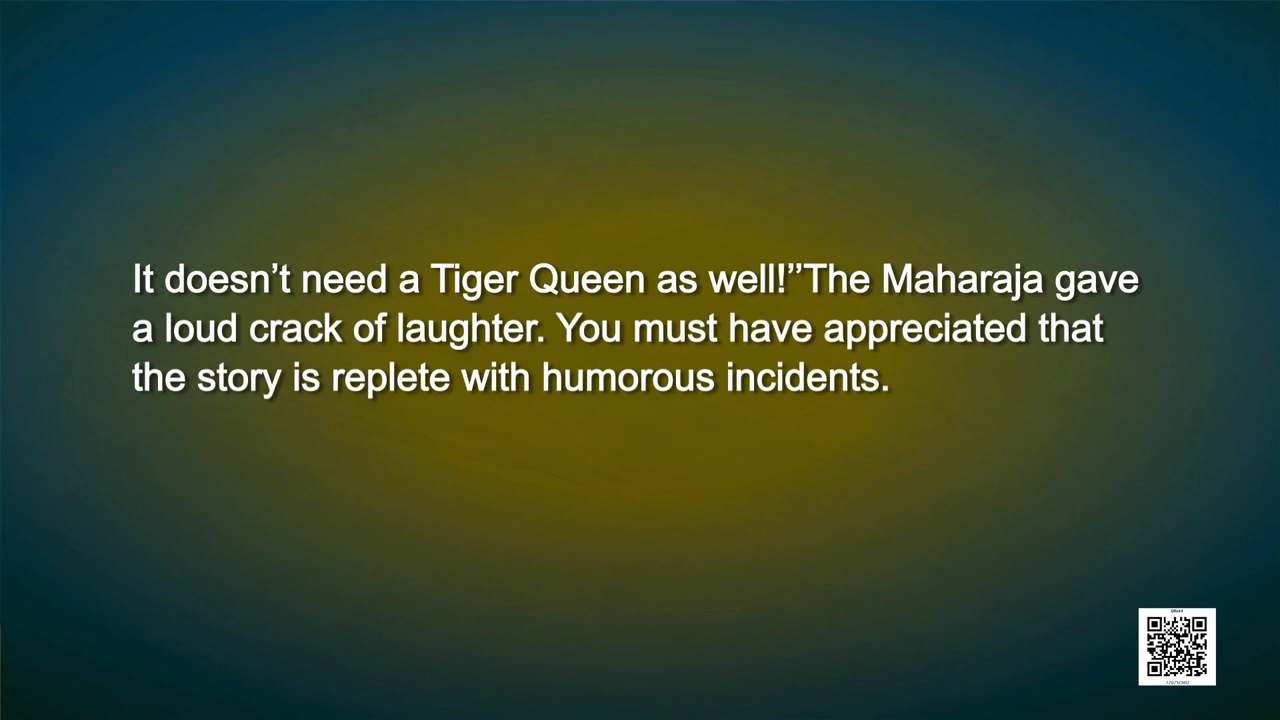 It doesn’t need a Tiger Queen as well!’’The Maharaja gave
a loud crack of laughter. You must have appreciated that
the story is replete with humorous incidents.